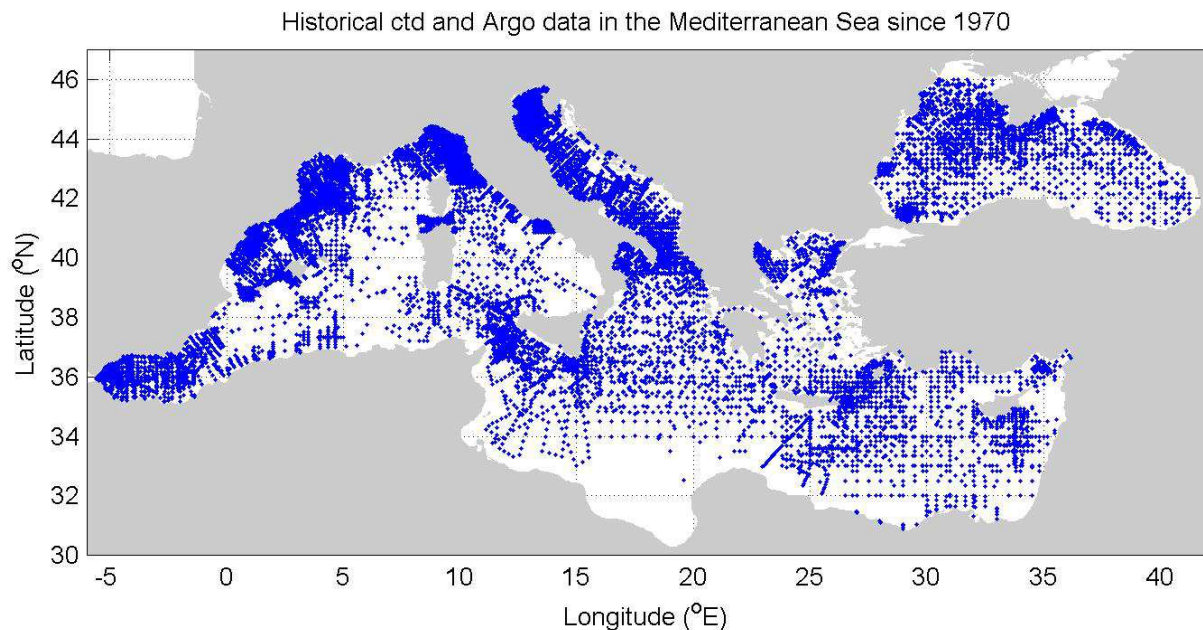 Historical ctd and Argo data in the Mediterranean Sea since 1970
46
44
42
40
38
36
34
32
30
Latitude (°N)
-5 0 5 10 15 20 25 30 35 40
Longitude (°E)